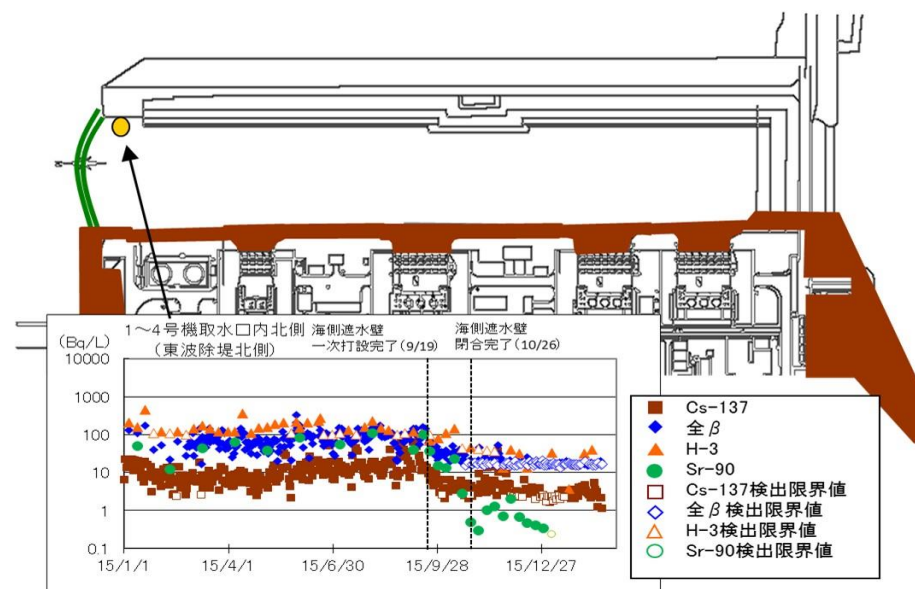 1～4号機取水口内北側
（東波除堤北側）
海側遮水壁
一次打設完了(9/19)
海側遮水壁
閉合完了(10/26)
(Bq/L)
10000
1000
100
10
1
0.1
15/1/1
15/4/1
15/6/30
15/9/28
15/12/27
Cs-137
全β
H-3
Sr-90
Cs-137検出限界値
全β検出限界値
H-3検出限界値
Sr-90検出限界値